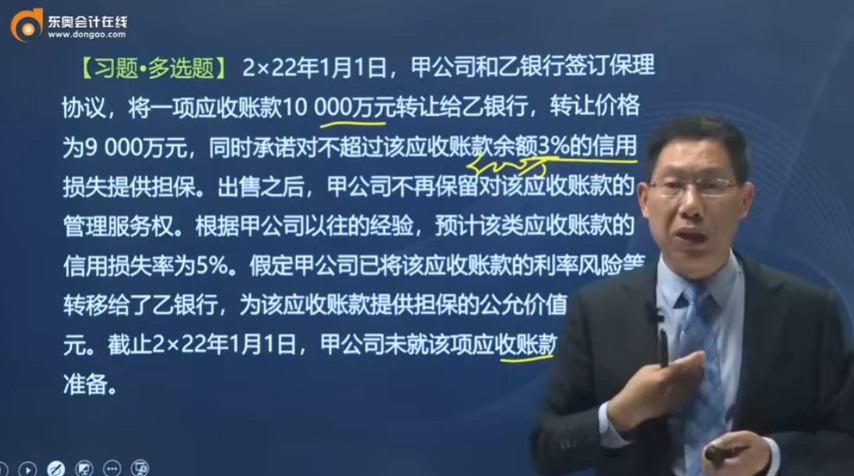 东奥会计在线
www.dongao.com
【习题·多选题】 2×22年1月1日，甲公司和乙银行签订保理
协议，将一项应收账款10 000万元转让给乙银行，转让价格
为9 000万元，同时承诺对不超过该应收账款余额3%的信用
损失提供担保。出售之后，甲公司不再保留对该应收账款的
管理服务权。根据甲公司以往的经验，预计该类应收账款的
信用损失率为5%。假定甲公司已将该应收账款的利率风险等
转移给了乙银行，为该应收账款提供担保的公允价值
元。截止2×22年1月1日，甲公司未就该项应收账款
准备。